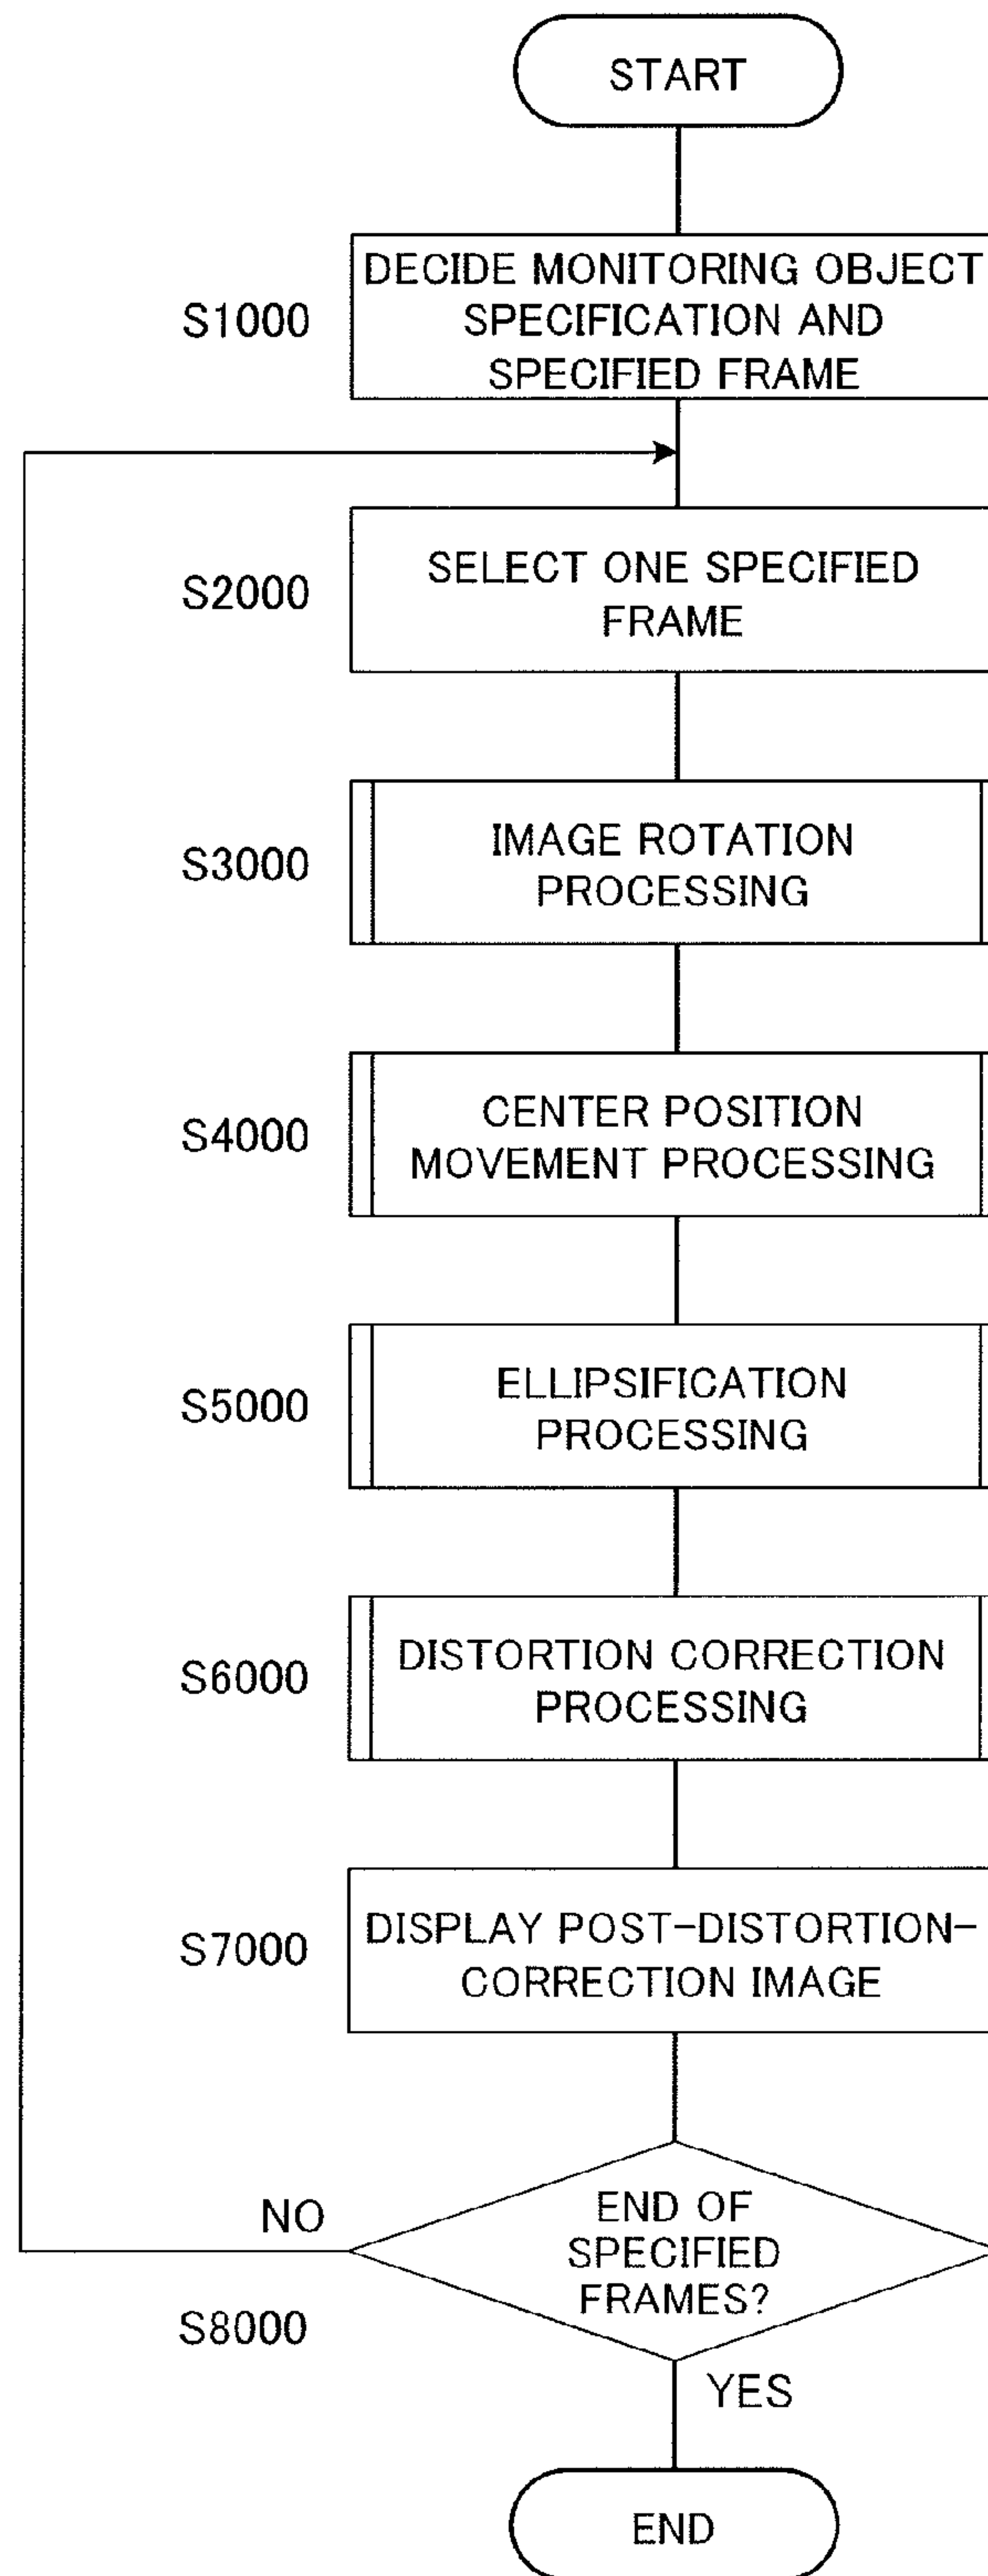 START
S1000
DECIDE MONITORING OBJECT
SPECIFICATION AND
SPECIFIED FRAME
S2000
SELECT ONE SPECIFIED
FRAME
S3000
IMAGE ROTATION
PROCESSING
S4000
CENTER POSITION
MOVEMENT PROCESSING
S5000
ELLIPSIFICATION
PROCESSING
S6000
DISTORTION CORRECTION
PROCESSING
S7000
DISPLAY POST-DISTORTION-
CORRECTION IMAGE
NO
END OF
SPECIFIED
FRAMES?
S8000
YES
END